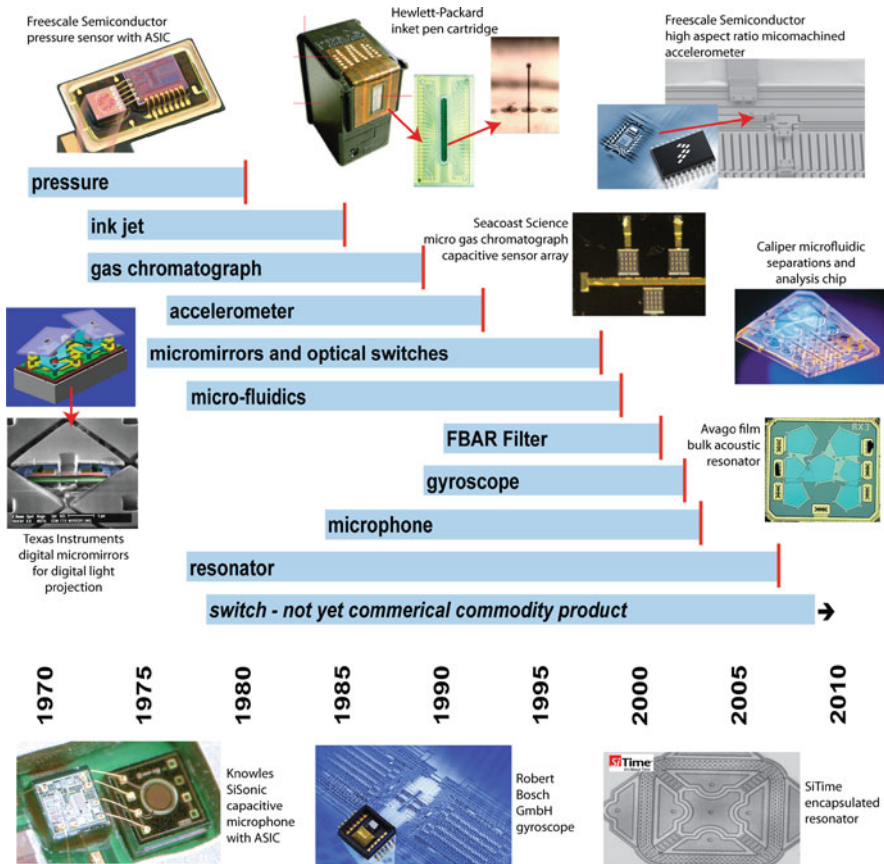 Freescale Semiconductor
pressure sensor with ASIC
Hewlett-Packard
inket pen cartridge
Freescale Semiconductor
high aspect ratio micomachined
accelerometer
pressure
ink jet
Seacoast Science
micro gas chromatograph
capacitive sensor array
gas chromatograph
Caliper microfluidic
separations and
analysis chip
accelerometer
micromirrors and optical switches
micro-fluidics
Avago film
bulk acoustic
resonator
RX3
FBAR Filter
gyroscope
microphone
Texas Instruments
digital micromirrors
for digital light
projection
resonator
switch - not yet commerical commodity product
1970
1975
1980
1985
1990
1995
2000
2005
2010
Knowles
SiSonic
capacitive
microphone
with ASIC
Robert
Bosch
GmbH
gyroscope
SiTime
SiTime
encapsulated
resonator